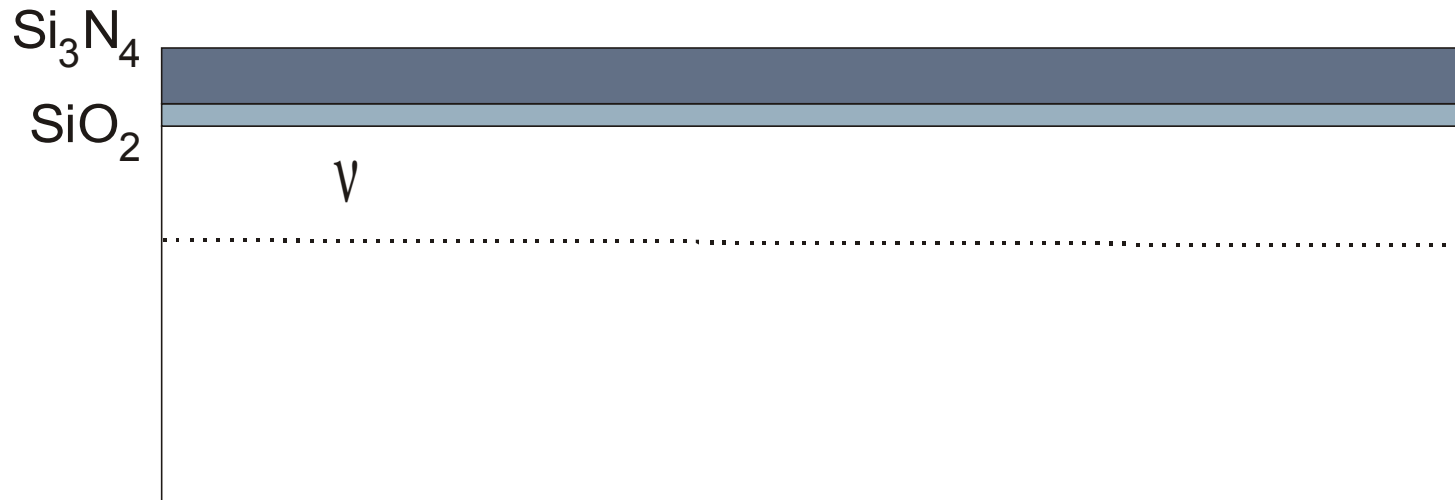 Si₃N₄
SiO₂
ν